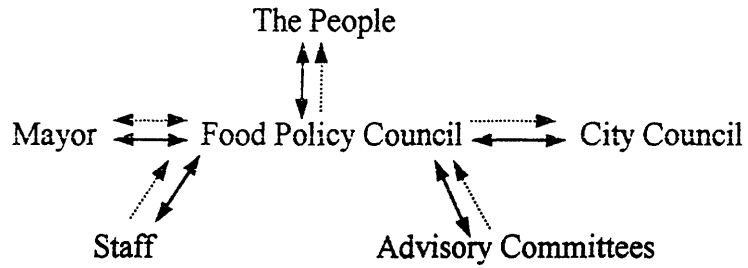 The People
Mayor Food Policy Council City Council
Staff Advisory Committees